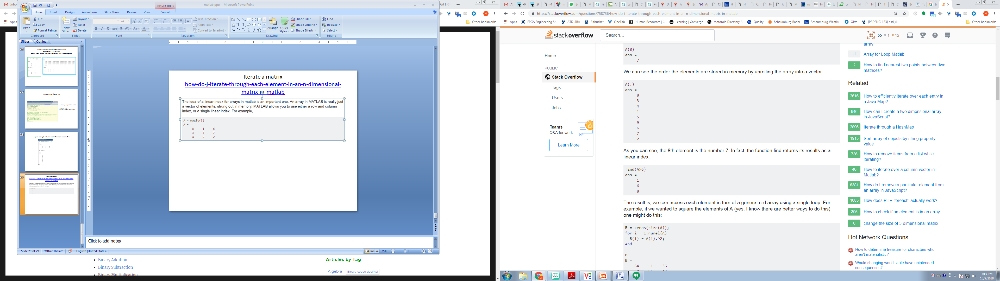 Inbo
matlab.pptx - Microsoft PowerPoint
Picture Tools
Home Insert Design Slide Show Animations Review View Format
Paste
Cut
Copy
Format Painter
Clipboard
New
Slide
Layout
Reset
Delete
Slides
24
Font
Paragraph
Text Direction
Align Text
Convert to SmartArt
Arrange
Quick
Styles
Shape Fill
Shape Outline
Shape Effects
Drawing
Find
Replace
Select
Editing
Apps
Slides Outline
26
27
Write Out as signed hex
28
29
Iterate a matrix
how-do-i-iterate-through-each-element-in-an-n-dimensional-
matrix-in-matlab
The idea of a linear index for arrays in matlab is an important one. An array in MATLAB is really just
a vector of elements, strung out in memory. MATLAB allows you to use either a row and column
index, or a single linear index. For example,
A = magic(3)
A =
8 1 6
3 5 7
4 9 2
Click to add notes
Slide 29 of 29 "Office Theme" English (United States)
75%
Binary Addition
Binary Subtraction
Binary Multiplication
Articles by Tag
Algebra Binary-coded decimal
Git LFS
Other bookmarks
https://stackoverflow.com/questions/758736/how-do-i-iterate-through-each-element-in-an-n-dimensional-matrix-in-matlab
Apps FPGA Engineering Sp ATD JIRA Bitbucket OneTab Human Resources | C Learning | Converge Motorola Directory S Quality Schaumburg Radar Schaumburg Weathe Okta [PSDENG-133] psd_d
Other bookmarks
stackoverflow
Search...
55 1 12
Home
PUBLIC
Stack Overflow
Tags
Users
Jobs
Teams
Q&A for work
Learn More
A(8)
ans =
7
We can see the order the elements are stored in memory by unrolling the array into a vector.
A(:)
ans =
8
3
4
1
5
9
6
7
2
As you can see, the 8th element is the number 7. In fact, the function find returns its results as a
linear index.
find(A>6)
ans =
1
6
8
The result is, we can access each element in turn of a general n-d array using a single loop. For
example, if we wanted to square the elements of A (yes, I know there are better ways to do this),
one might do this:
B = zeros(size(A));
for i = 1:numel(A)
B(i) = A(i).^2;
end
B
B =
64 1 36
array
-1 Array for Loop Matlab
2 How to find nearest two points between two
matrices?
Related
2616 How to efficiently iterate over each entry in
a Java Map?
946 How can I create a two dimensional array
in JavaScript?
2896 Iterate through a HashMap
1915 Sort array of objects by string property
value
736 How to remove items from a list while
iterating?
46 How to iterate over a column vector in
Matlab?
6381 How do I remove a particular element from
an array in JavaScript?
1685 How does PHP 'foreach' actually work?
395 How to check if an element is in an array
0 change the size of 3-dimensional matrix
Hot Network Questions
How to determine treasure for characters who
aren't materialistic?
Would changing world scale have unintended
consequences?
3:15 PM
10/9/2018